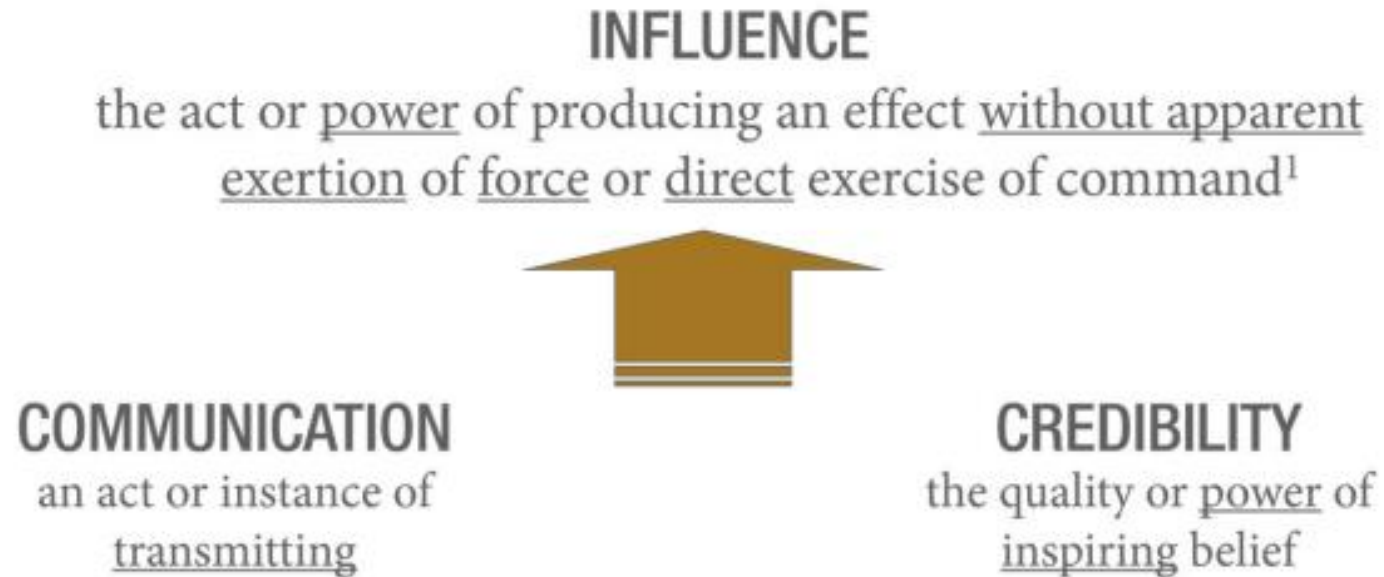 INFLUENCE
the act or power of producing an effect without apparent
exertion of force or direct exercise of command¹
COMMUNICATION
an act or instance of
transmitting
CREDIBILITY
the quality or power of
inspiring belief